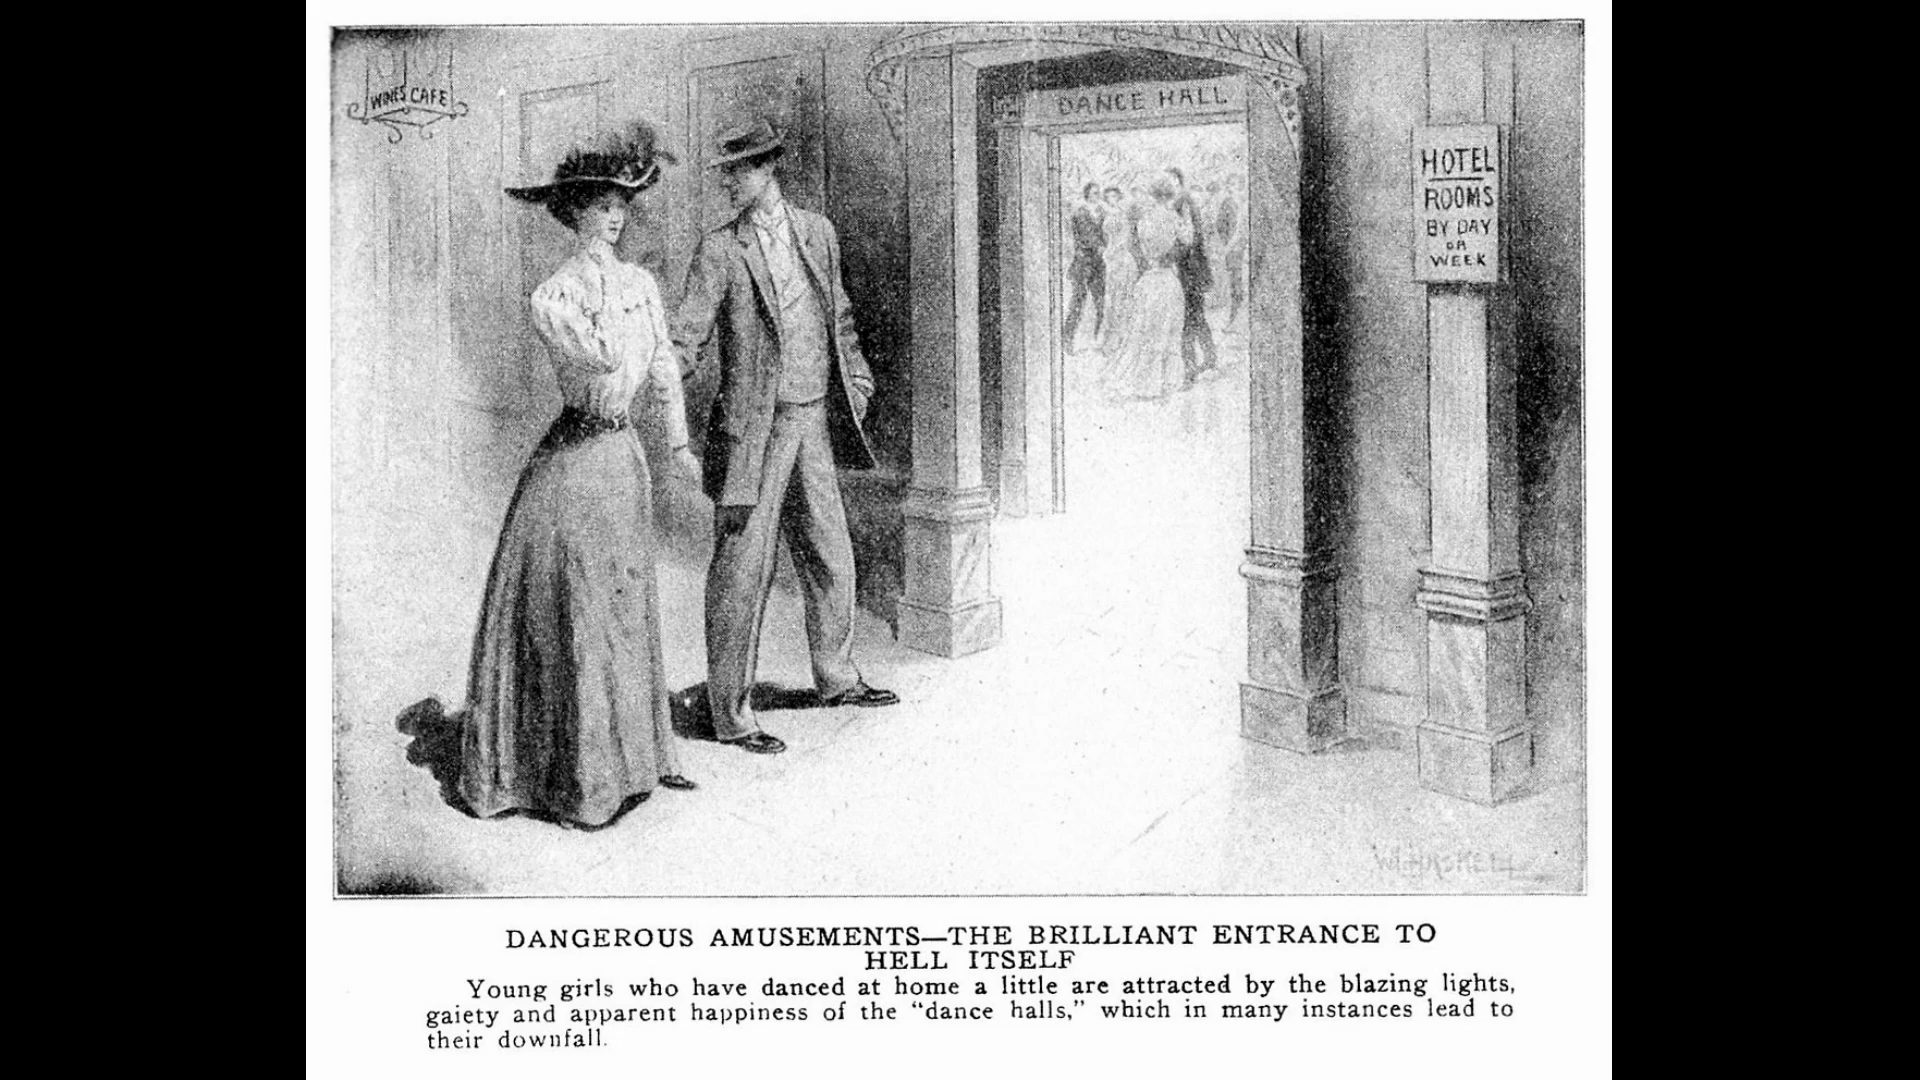 WINES CAFE
DANCE HALL
HOTEL
ROOMS
BY DAY
OR
WEEK
DANGEROUS AMUSEMENTS—THE BRILLIANT ENTRANCE TO
HELL ITSELF
Young girls who have danced at home a little are attracted by the blazing lights,
gaiety and apparent happiness of the “dance halls,” which in many instances lead to
their downfall.